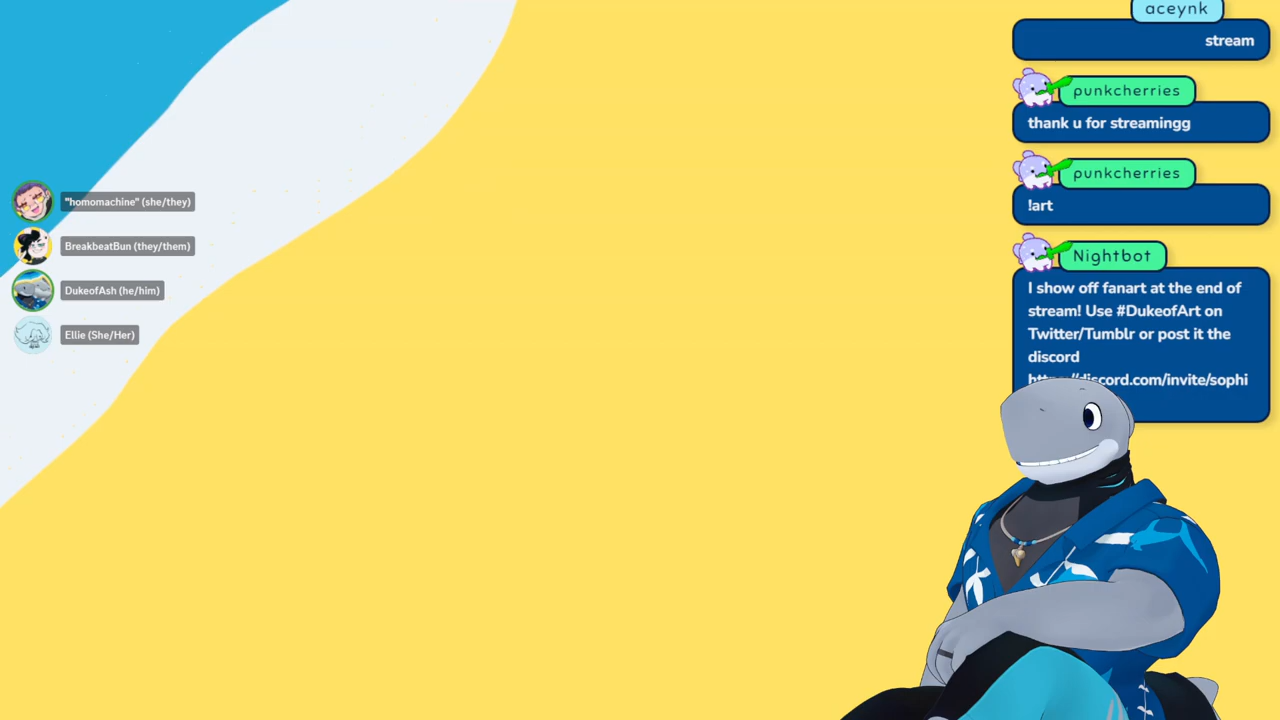 "homomachine" (she/they)
BreakbeatBun (they/them)
DukeofAsh (he/him)
Ellie (She/Her)
aceynk
stream
punkcherries
thank u for streamingg
punkcherries
!art
Nightbot
I show off fanart at the end of
stream! Use #DukeofArt on
Twitter/Tumblr or post it the
discord
https://discord.com/invite/sophi